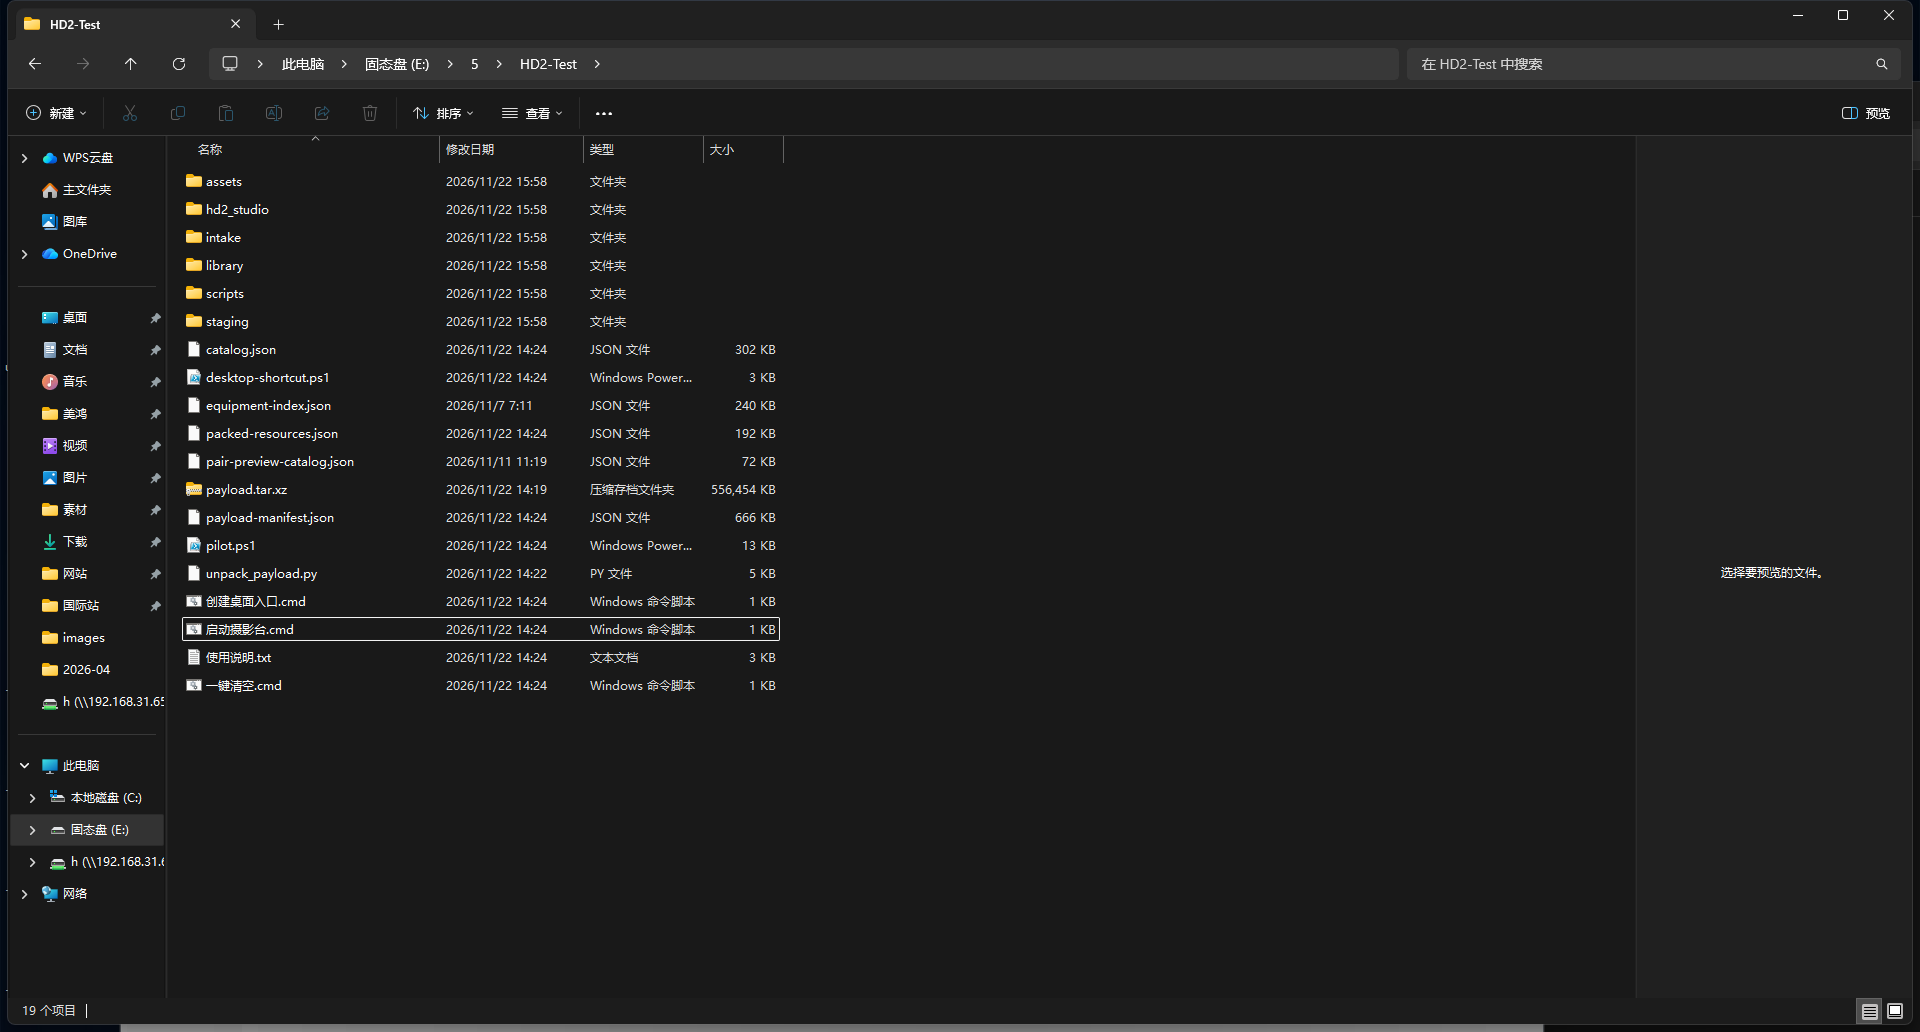 HD2-Test
此电脑 固态盘 (E:) 5 HD2-Test
在 HD2-Test 中搜索
新建 排序 查看 预览
WPS云盘
主文件夹
图库
OneDrive
桌面
文档
音乐
美鸿
视频
图片
素材
下载
网站
国际站
images
2026-04
h (\\192.168.31.65
此电脑
本地磁盘 (C:)
固态盘 (E:)
h (\\192.168.31.6
网络
名称 修改日期 类型 大小
assets 2026/11/22 15:58 文件夹
hd2_studio 2026/11/22 15:58 文件夹
intake 2026/11/22 15:58 文件夹
library 2026/11/22 15:58 文件夹
scripts 2026/11/22 15:58 文件夹
staging 2026/11/22 15:58 文件夹
catalog.json 2026/11/22 14:24 JSON 文件 302 KB
desktop-shortcut.ps1 2026/11/22 14:24 Windows Power... 3 KB
equipment-index.json 2026/11/7 7:11 JSON 文件 240 KB
packed-resources.json 2026/11/22 14:24 JSON 文件 192 KB
pair-preview-catalog.json 2026/11/11 11:19 JSON 文件 72 KB
payload.tar.xz 2026/11/22 14:19 压缩存档文件夹 556,454 KB
payload-manifest.json 2026/11/22 14:24 JSON 文件 666 KB
pilot.ps1 2026/11/22 14:24 Windows Power... 13 KB
unpack_payload.py 2026/11/22 14:22 PY 文件 5 KB
创建桌面入口.cmd 2026/11/22 14:24 Windows 命令脚本 1 KB
启动摄影台.cmd 2026/11/22 14:24 Windows 命令脚本 1 KB
使用说明.txt 2026/11/22 14:24 文本文档 3 KB
一键清空.cmd 2026/11/22 14:24 Windows 命令脚本 1 KB
选择要预览的文件。
19 个项目